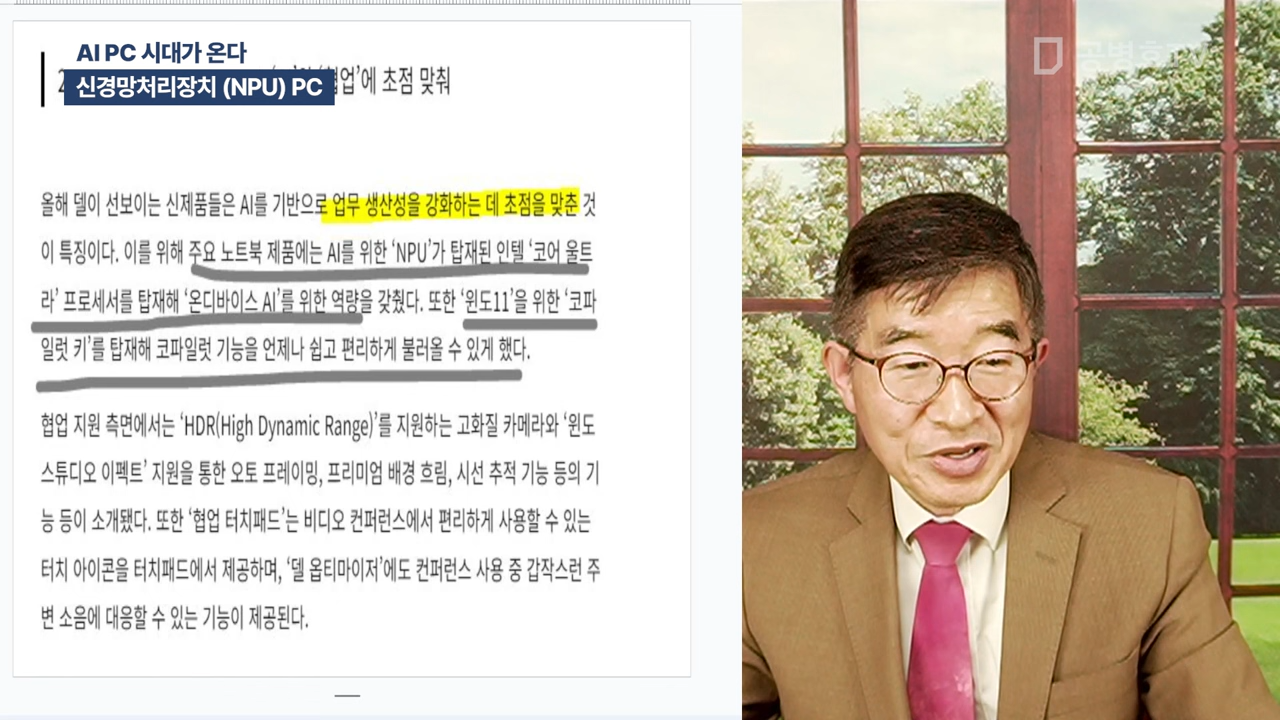 AI PC 시대가 온다
신경망처리장치 (NPU) PC
에 초점 맞춰
공병호TV
올해 델이 선보이는 신제품들은 AI를 기반으로 업무 생산성을 강화하는 데 초점을 맞춘 것
이 특징이다. 이를 위해 주요 노트북 제품에는 AI를 위한 ‘NPU’가 탑재된 인텔 ‘코어 울트
라’ 프로세서를 탑재해 ‘온디바이스 AI’를 위한 역량을 갖췄다. 또한 ‘윈도11’을 위한 ‘코파
일럿 키’를 탑재해 코파일럿 기능을 언제나 쉽고 편리하게 불러올 수 있게 했다.
협업 지원 측면에서는 ‘HDR(High Dynamic Range)’를 지원하는 고화질 카메라와 ‘윈도
스튜디오 이펙트’ 지원을 통한 오토 프레이밍, 프리미엄 배경 흐림, 시선 추적 기능 등의 기
능 등이 소개됐다. 또한 ‘협업 터치패드’는 비디오 컨퍼런스에서 편리하게 사용할 수 있는
터치 아이콘을 터치패드에서 제공하며, ‘델 옵티마이저’에도 컨퍼런스 사용 중 갑작스런 주
변 소음에 대응할 수 있는 기능이 제공된다.